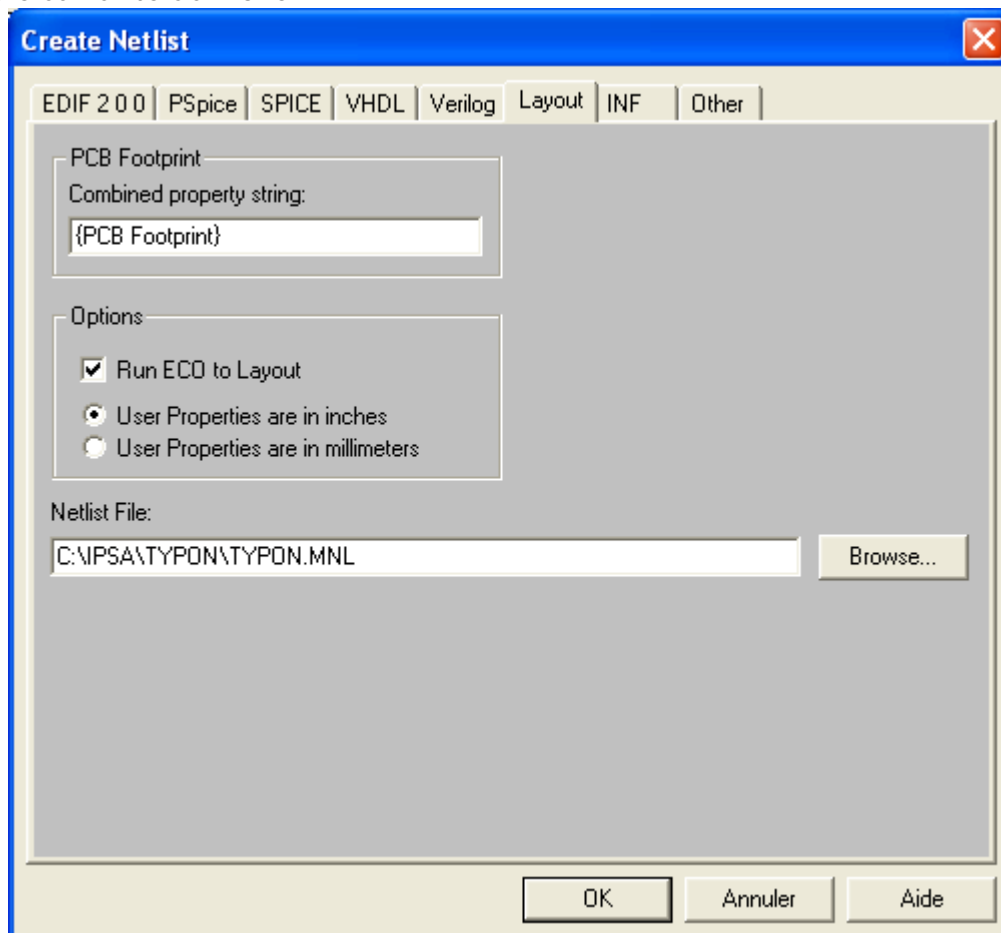 Create Netlist
EDIF 2 0 0 PSpice SPICE VHDL Verilog Layout INF Other
PCB Footprint
Combined property string:
{PCB Footprint}
Options
Run ECO to Layout
User Properties are in inches
User Properties are in millimeters
Netlist File:
C:\IPSA\TYPON\TYPON.MNL
Browse...
OK Annuler Aide